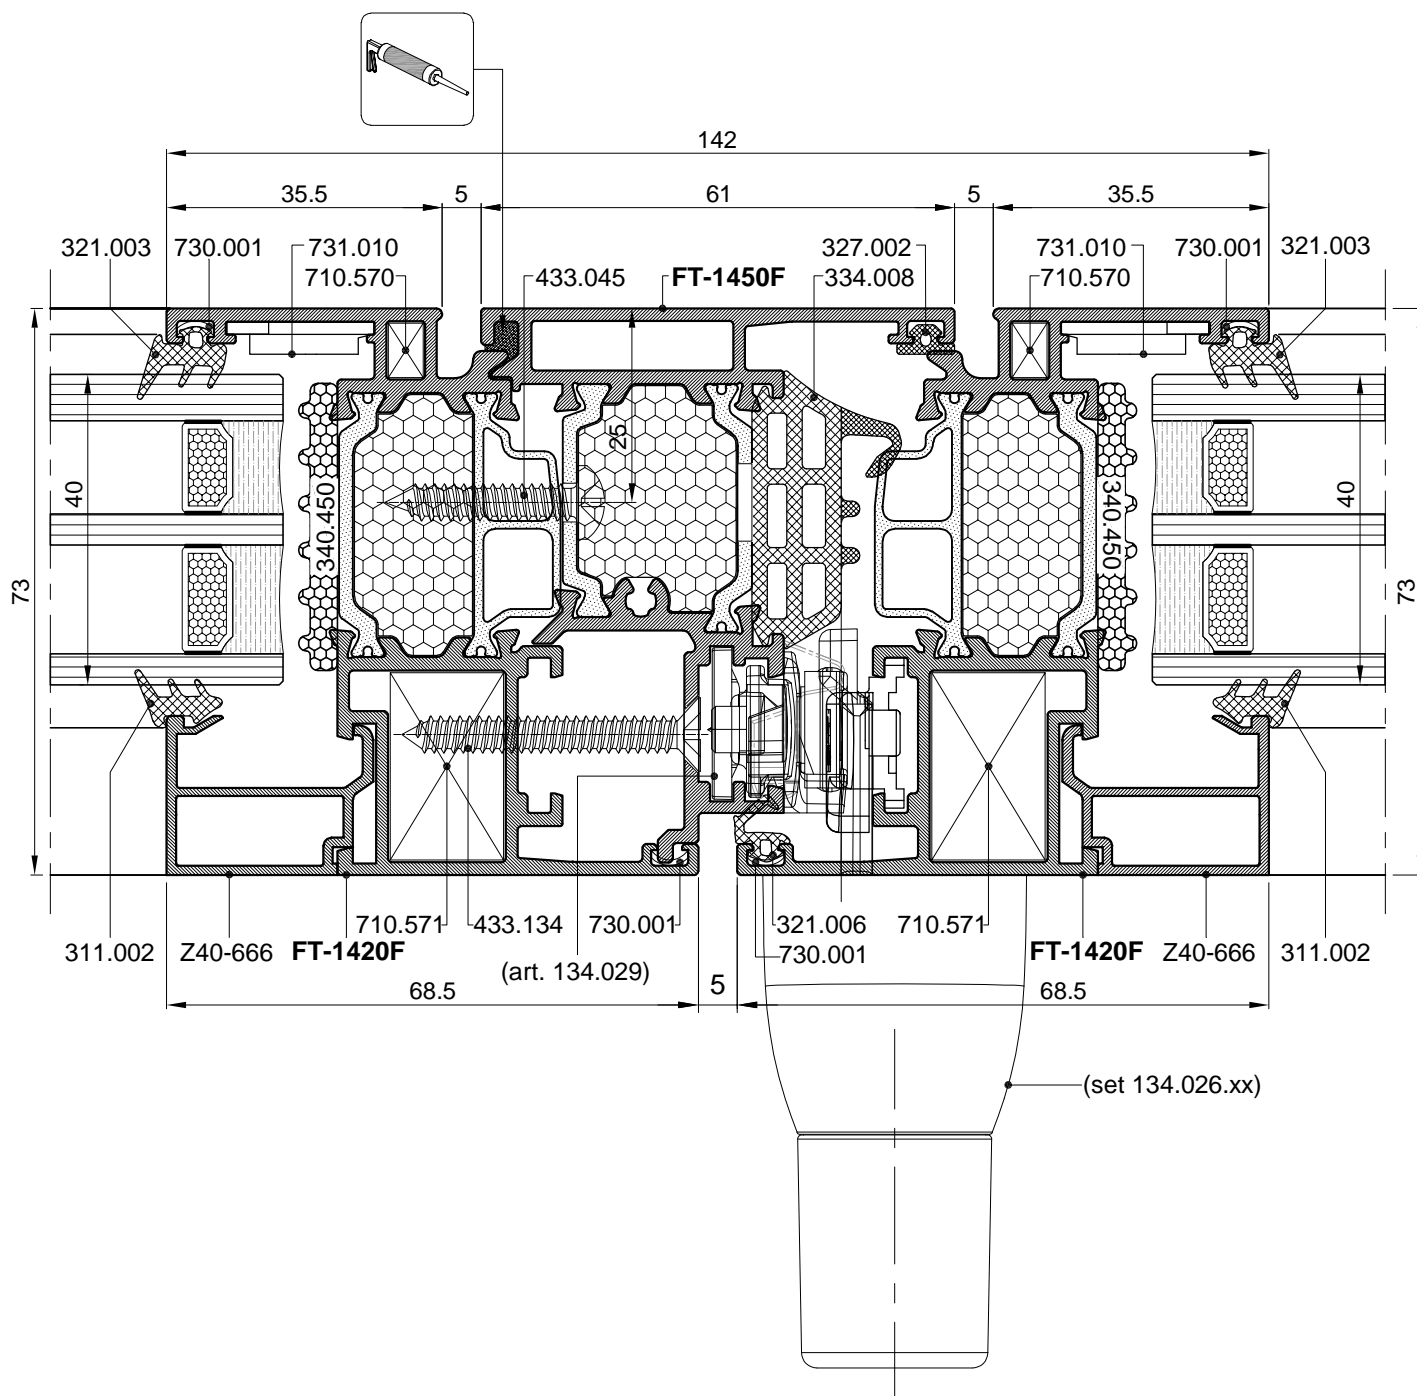 142
35.5 5 61 5 35.5
321.003 730.001 731.010 327.002 731.010 730.001 321.003
710.570 433.045 FT-1450F 334.008 710.570
25
40 340.450 340.450 40
73 73
710.571 433.134 730.001 321.006 710.571
311.002 Z40-666 FT-1420F 730.001 FT-1420F Z40-666 311.002
(art. 134.029)
68.5 5 68.5
(set 134.026.xx)